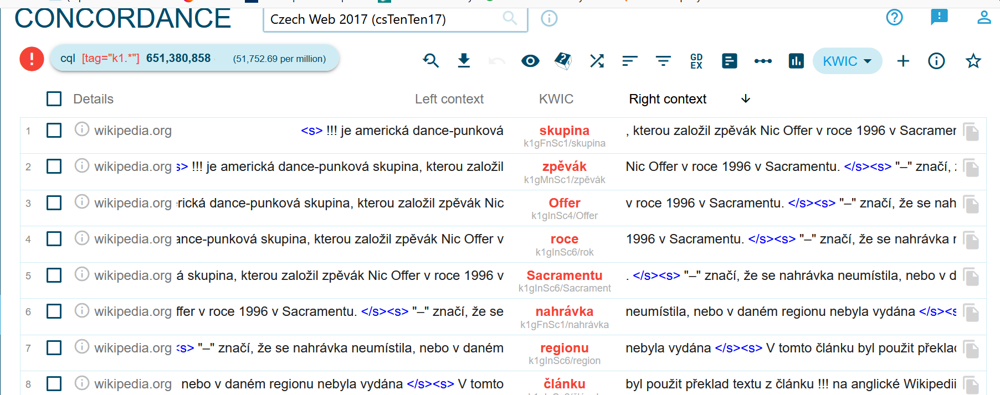 CONCORDANCE
Czech Web 2017 (csTenTen17)
cql [tag="k1.*"] 651,380,858 (51,752.69 per million)
GD
EX
KWIC
Details Left context KWIC Right context
1 wikipedia.org <s> !!! je americká dance-punková skupina , kterou založil zpěvák Nic Offer v roce 1996 v Sacramen
k1gFnSc1/skupina
2 wikipedia.org s> !!! je americká dance-punková skupina, kterou založil zpěvák Nic Offer v roce 1996 v Sacramentu. </s><s> "–" značí, ž
k1gMnSc1/zpěvák
3 wikipedia.org rická dance-punková skupina, kterou založil zpěvák Nic Offer v roce 1996 v Sacramentu. </s><s> "–" značí, že se nah
k1gInSc4/Offer
4 wikipedia.org ance-punková skupina, kterou založil zpěvák Nic Offer v roce 1996 v Sacramentu. </s><s> "–" značí, že se nahrávka n
k1gInSc6/rok
5 wikipedia.org á skupina, kterou založil zpěvák Nic Offer v roce 1996 v Sacramentu . </s><s> "–" značí, že se nahrávka neumístila, nebo v d
k1gInSc6/Sacrament
6 wikipedia.org ffer v roce 1996 v Sacramentu. </s><s> "–" značí, že se nahrávka neumístila, nebo v daném regionu nebyla vydána </s><s
k1gFnSc1/nahrávka
7 wikipedia.org <s> "–" značí, že se nahrávka neumístila, nebo v daném regionu nebyla vydána </s><s> V tomto článku byl použit překlad
k1gInSc6/region
8 wikipedia.org nebo v daném regionu nebyla vydána </s><s> V tomto článku byl použit překlad textu z článku !!! na anglické Wikipedii